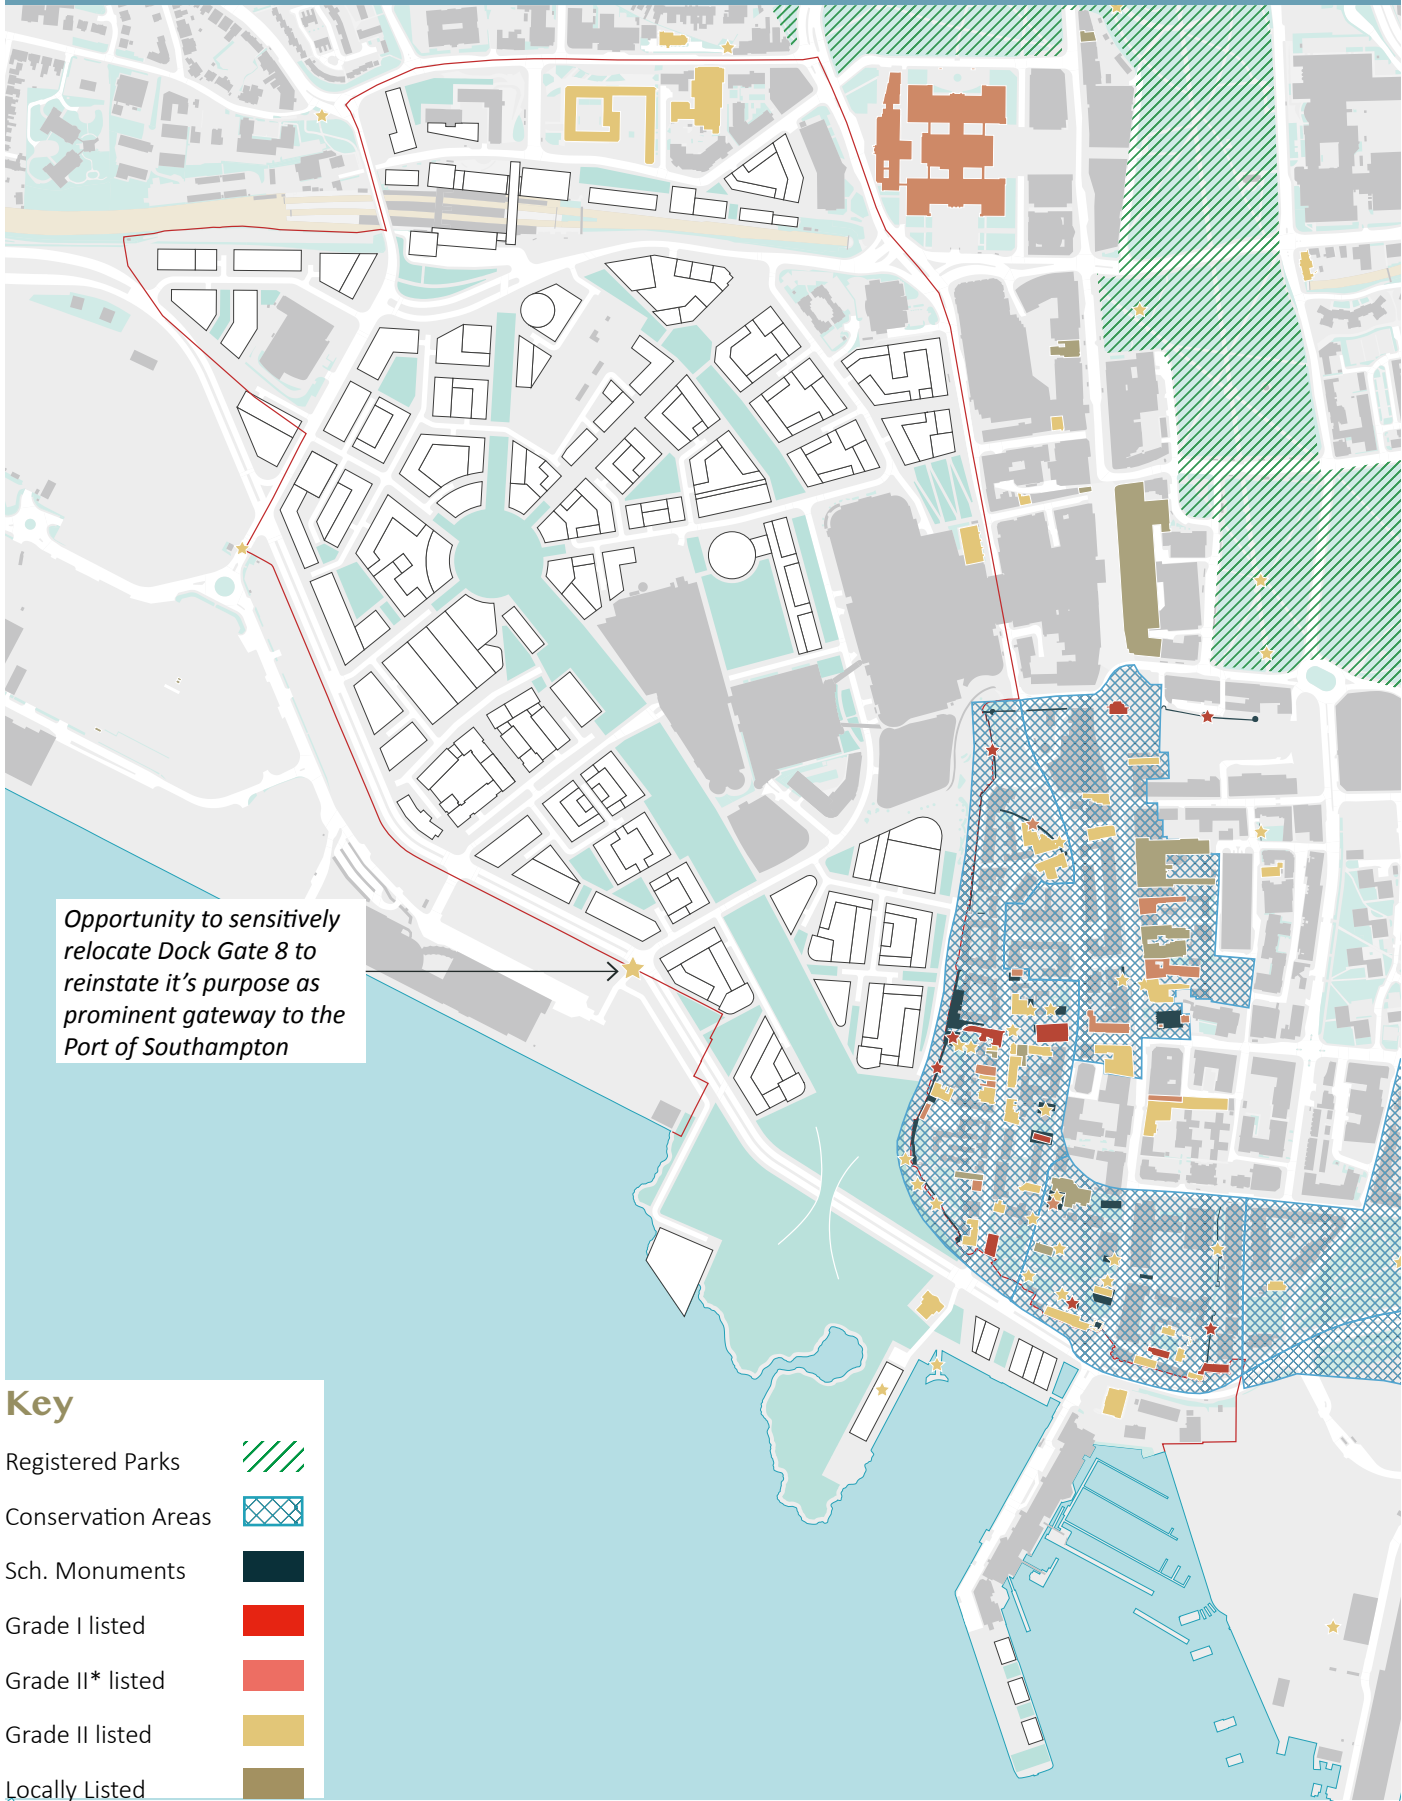 Opportunity to sensitively
relocate Dock Gate 8 to
reinstate it's purpose as
prominent gateway to the
Port of Southampton
Key
Registered Parks
Conservation Areas
Sch. Monuments
Grade I listed
Grade II* listed
Grade II listed
Locally Listed